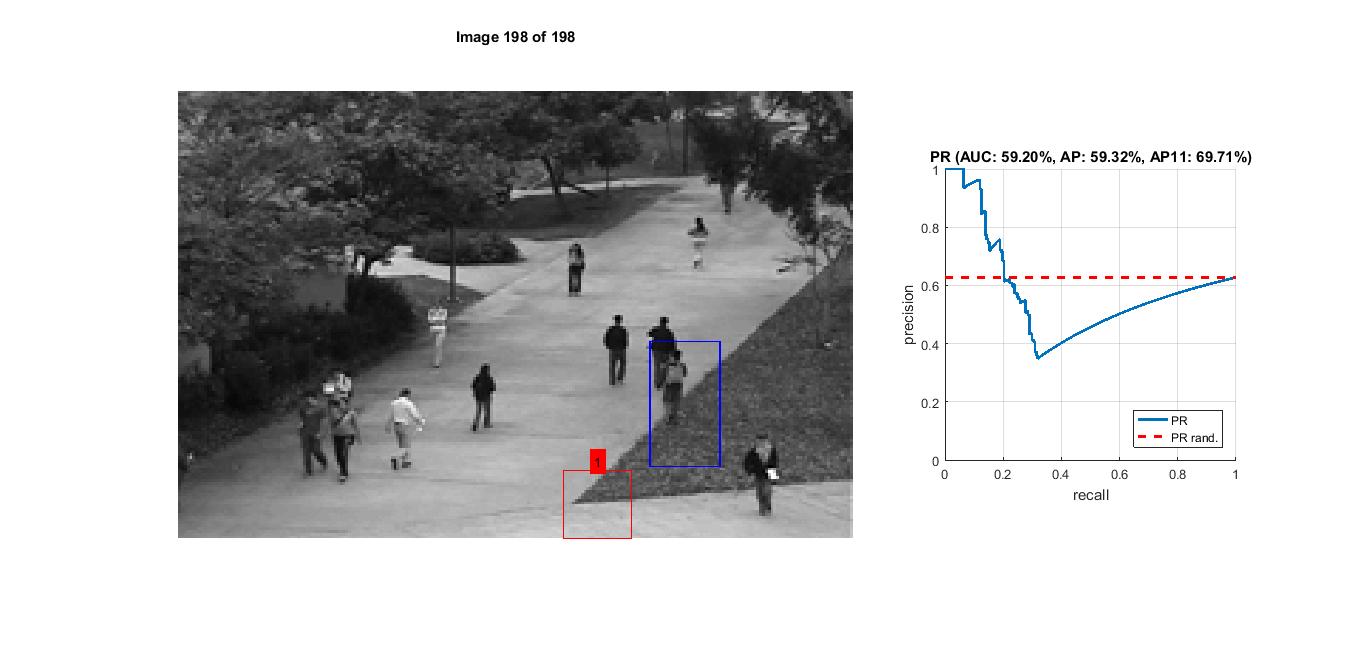 Image 198 of 198
1
PR (AUC: 59.20%, AP: 59.32%, AP11: 69.71%)
1
0.8
0.6
0.4
0.2
0
precision
0
0.2
0.4
0.6
0.8
1
recall
PR
PR rand.